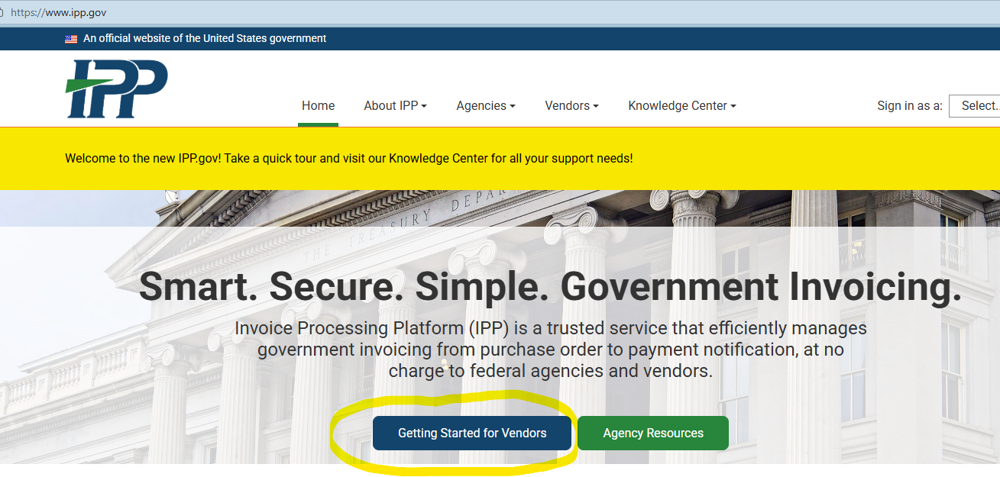 https://www.ipp.gov
An official website of the United States government
IPP
Home About IPP Agencies Vendors Knowledge Center Sign in as a: Select..
Welcome to the new IPP.gov! Take a quick tour and visit our Knowledge Center for all your support needs!
THE TREASURY DEPAR
Smart. Secure. Simple. Government Invoicing.
Invoice Processing Platform (IPP) is a trusted service that efficiently manages
government invoicing from purchase order to payment notification, at no
charge to federal agencies and vendors.
Getting Started for Vendors Agency Resources